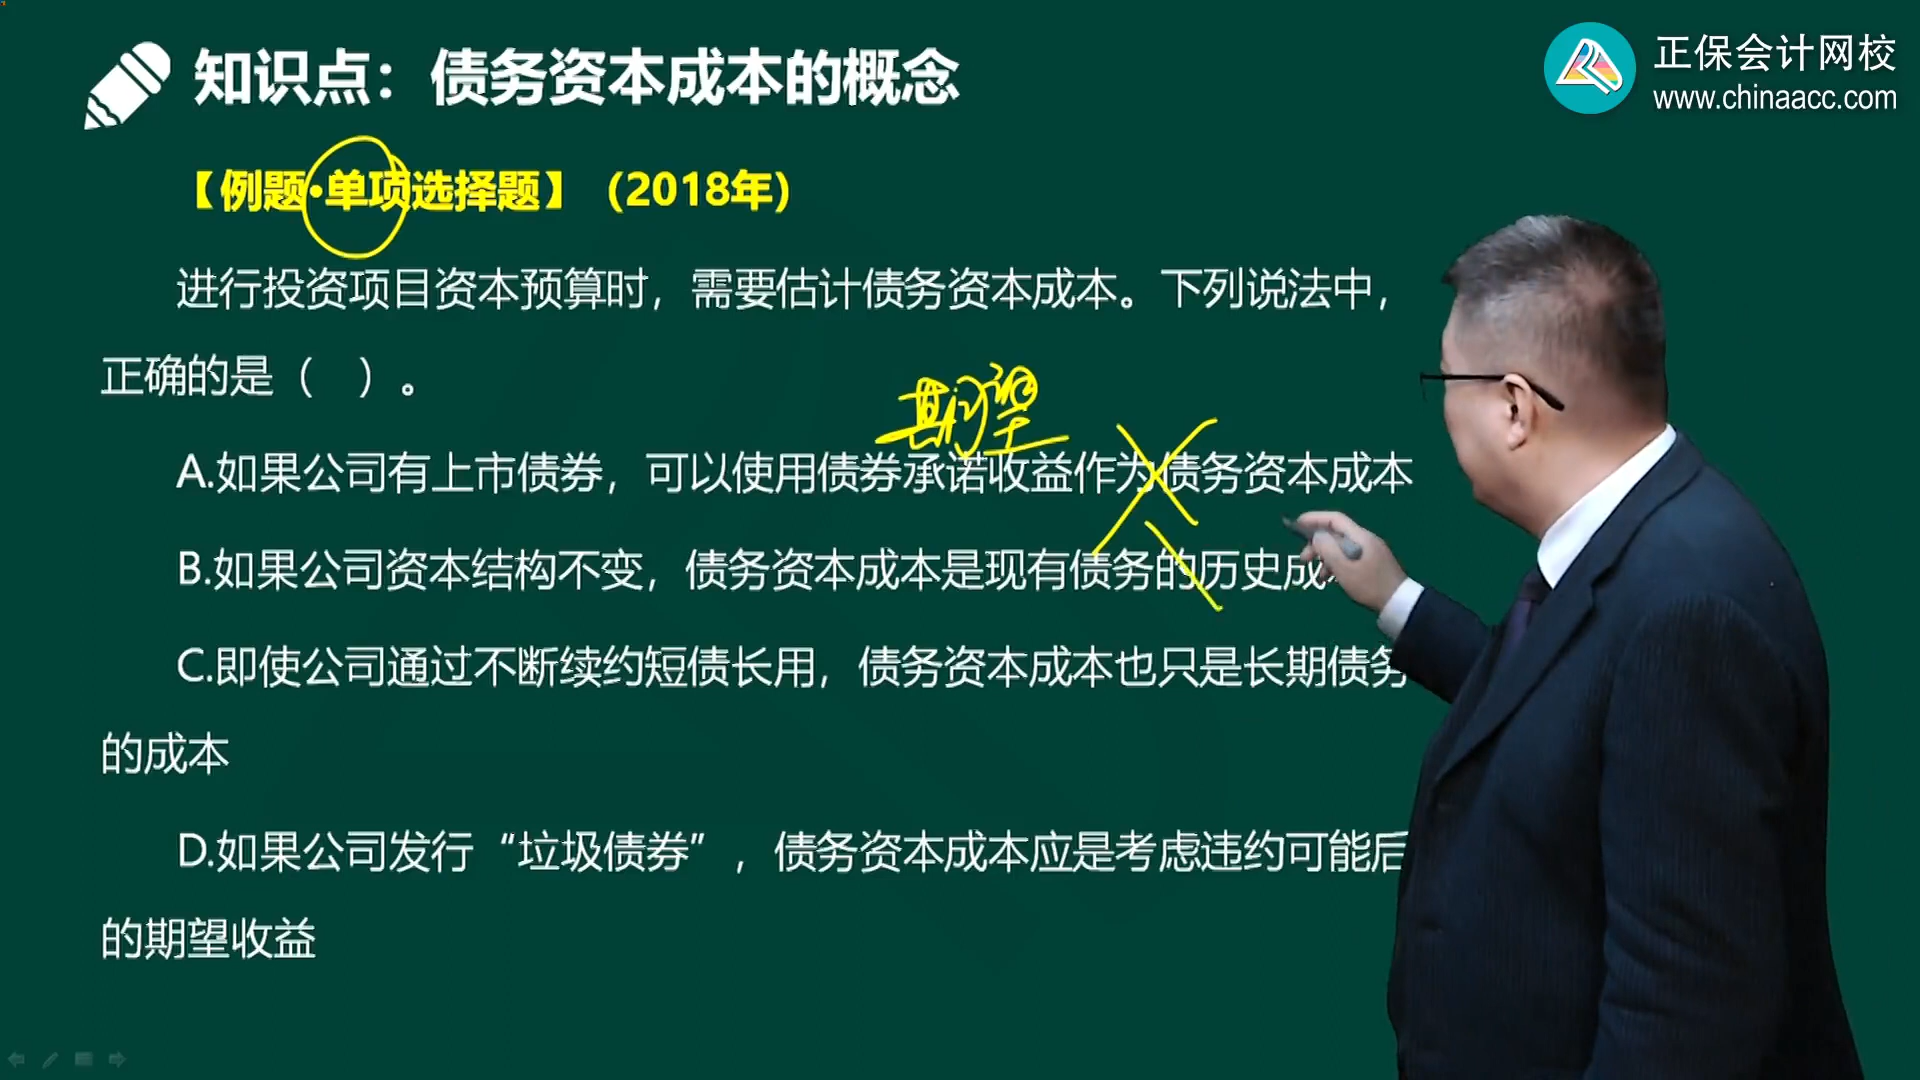 知识点：债务资本成本的概念
正保会计网校
www.chinaacc.com
【例题·单项选择题】（2018年）
进行投资项目资本预算时，需要估计债务资本成本。下列说法中，
正确的是（　）。
期望
A.如果公司有上市债券，可以使用债券承诺收益作为债务资本成本
B.如果公司资本结构不变，债务资本成本是现有债务的历史成
C.即使公司通过不断续约短债长用，债务资本成本也只是长期债务
的成本
D.如果公司发行“垃圾债券”，债务资本成本应是考虑违约可能后
的期望收益